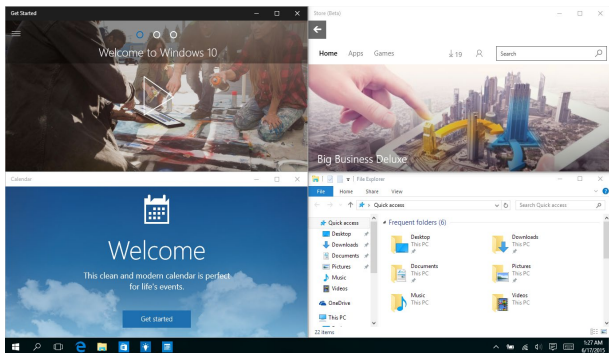 Get Started
Welcome to Windows 10
Store (Beta)
Home Apps Games 19 Search
Big Business Deluxe
Calendar
Welcome
This clean and modern calendar is perfect
for life's events.
Get started
File Explorer
File Home Share View
Quick access Search Quick access
Quick access
Desktop
Downloads
Documents
Pictures
Music
Videos
OneDrive
This PC
Frequent folders (6)
Desktop
This PC
Downloads
This PC
Documents
This PC
Pictures
This PC
Music
This PC
Videos
This PC
22 items
1:27 AM
6/17/2015